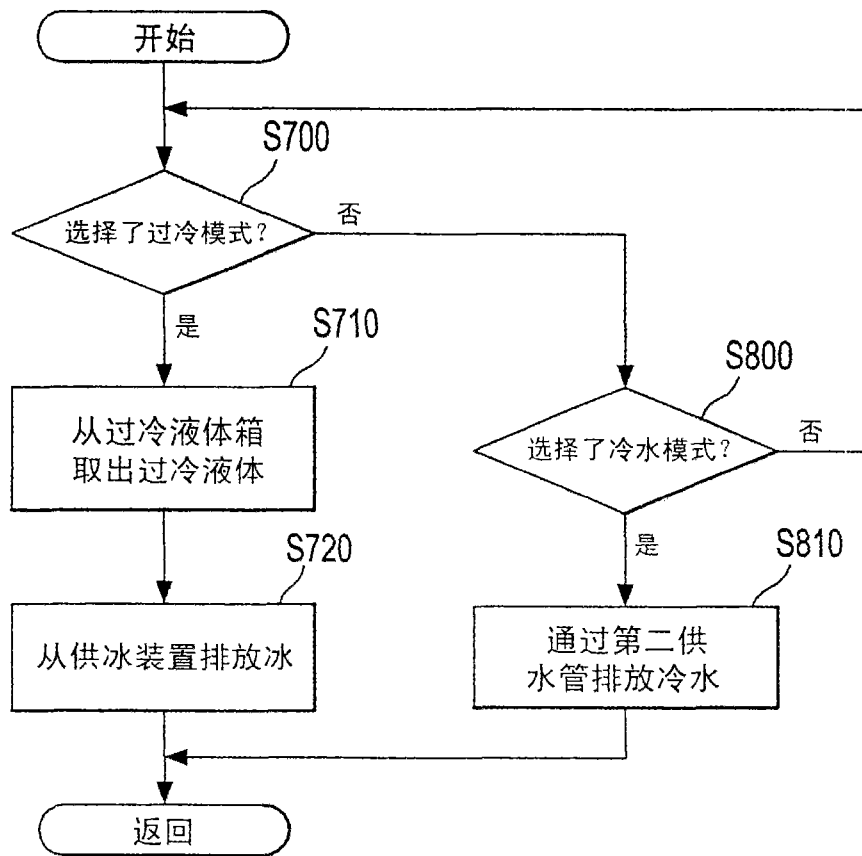 开始
S700
选择了过冷模式?
否
是
S710
从过冷液体箱
取出过冷液体
S720
从供冰装置排放冰
S800
选择了冷水模式?
否
是
S810
通过第二供
水管排放冷水
返回